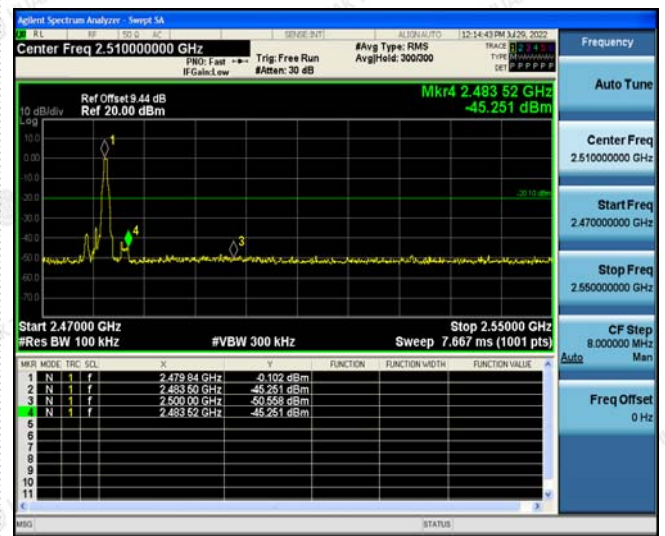 Agilent Spectrum Analyzer - Swept SA
RL RF 50 Ω AC SENSE:INT ALIGN AUTO 12:14:43 PM Jul 29, 2022
Center Freq 2.510000000 GHz
#Avg Type: RMS
Avg|Hold: 300/300
TRACE 1 2 3 4 5 6
TYPE M
DET P P P P P P
PNO: Fast
IFGain:Low
Trig: Free Run
#Atten: 30 dB
Mkr4 2.483 52 GHz
-45.251 dBm
Ref Offset 9.44 dB
Ref 20.00 dBm
10 dB/div
Log
10.0
0.00
-10.0
-20.0
-30.0
-40.0
-50.0
-60.0
-70.0
1
4
3
-20.10 dBm
Start 2.47000 GHz Stop 2.55000 GHz
#Res BW 100 kHz #VBW 300 kHz Sweep 7.667 ms (1001 pts)
MKR MODE TRC SCL X Y FUNCTION FUNCTION WIDTH FUNCTION VALUE
1 N 1 f 2.479 84 GHz -0.102 dBm
2 N 1 f 2.483 50 GHz -45.251 dBm
3 N 1 f 2.500 00 GHz -50.558 dBm
4 N 1 f 2.483 52 GHz -45.251 dBm
5
6
7
8
9
10
11
MSG STATUS
Frequency
Auto Tune
Center Freq
2.510000000 GHz
Start Freq
2.470000000 GHz
Stop Freq
2.550000000 GHz
CF Step
8.000000 MHz
Auto Man
Freq Offset
0 Hz